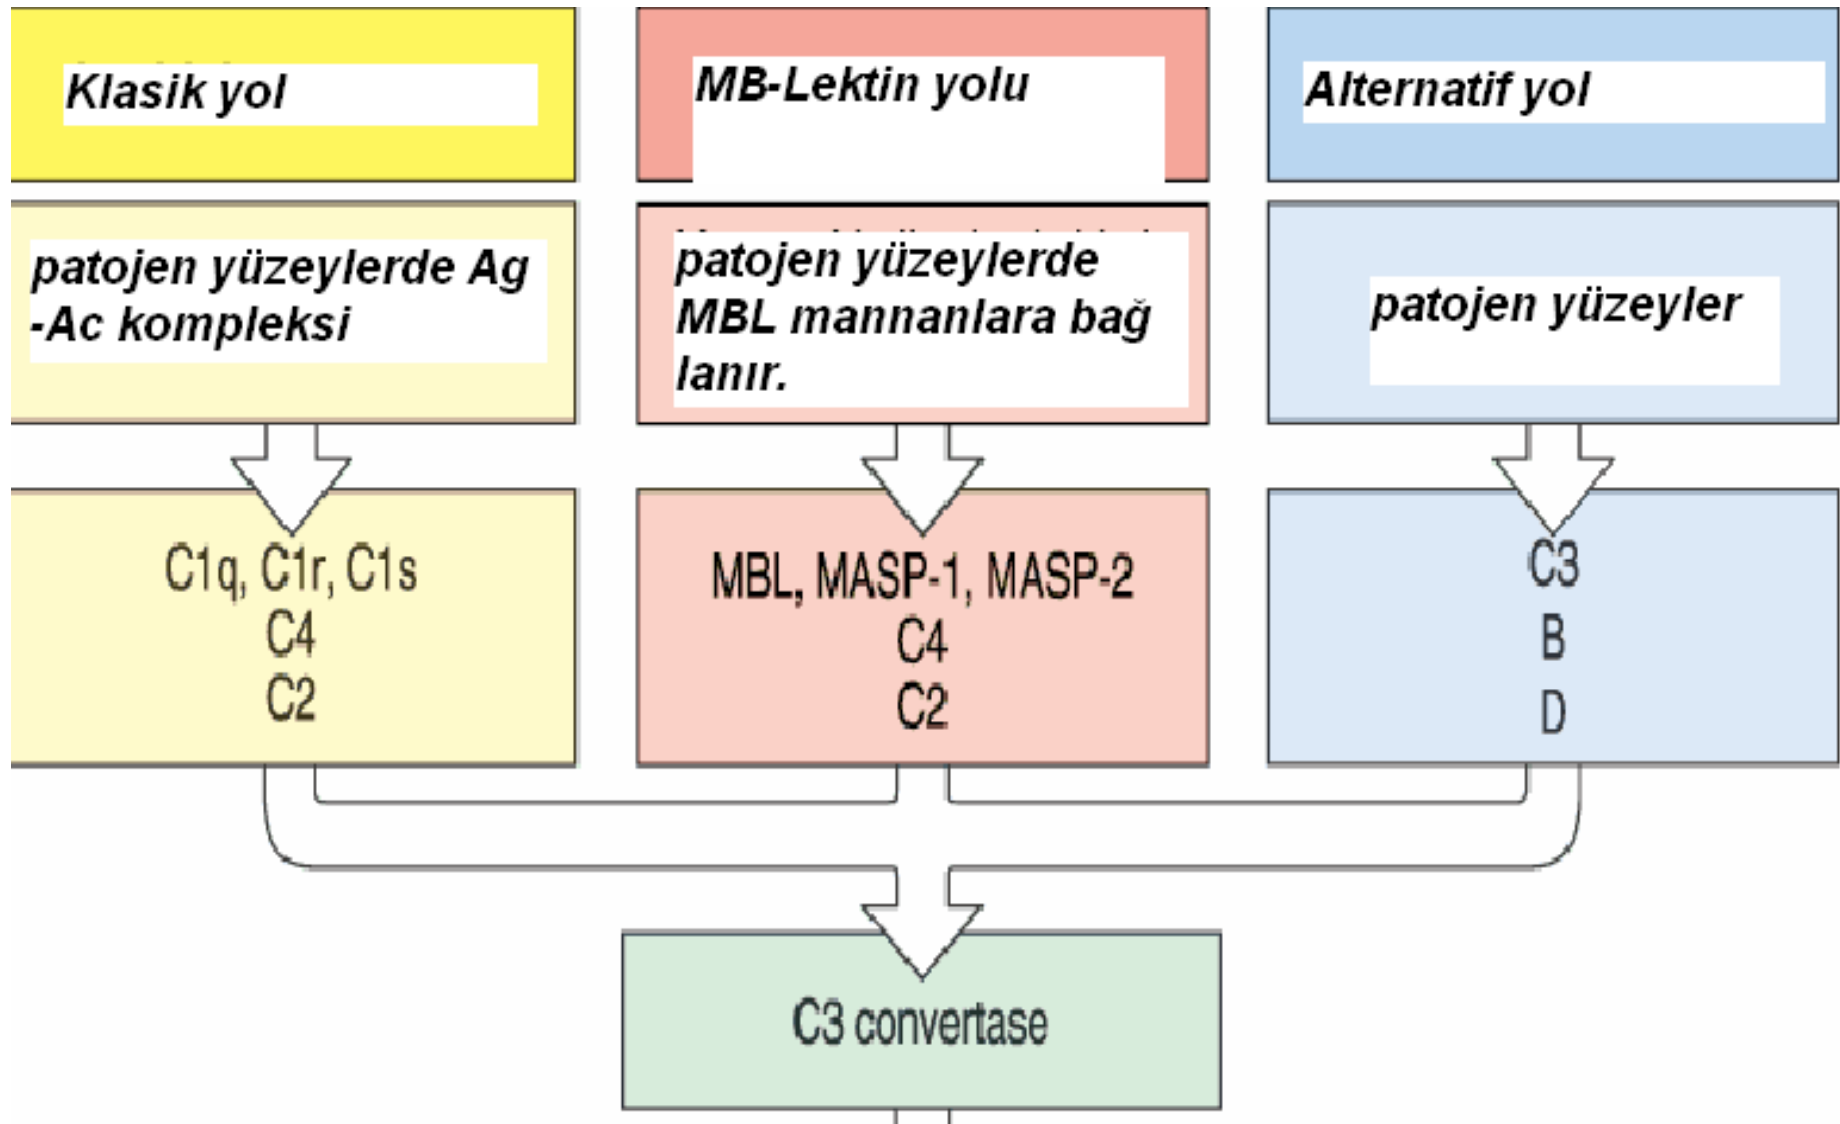 Klasik yol
MB-Lektin yolu
Alternatif yol
patojen yüzeylerde Ag
-Ac kompleksi
patojen yüzeylerde
MBL mannanlara bağ
lanır.
patojen yüzeyler
C1q, C1r, C1s
C4
C2
MBL, MASP-1, MASP-2
C4
C2
C3
B
D
C3 convertase